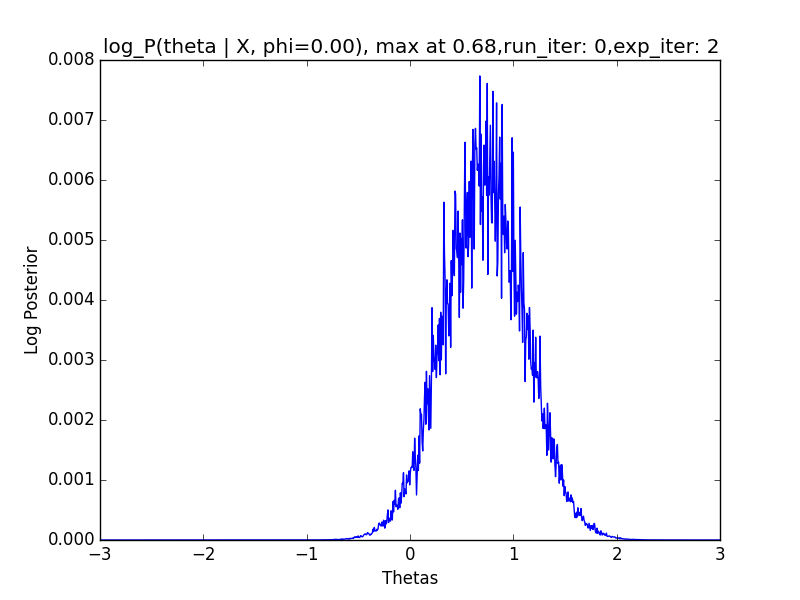 log_P(theta | X, phi=0.00), max at 0.68,run_iter: 0,exp_iter: 2
0.008
0.007
0.006
0.005
0.004
0.003
0.002
0.001
0.000
Log Posterior
−3 −2 −1 0 1 2 3
Thetas